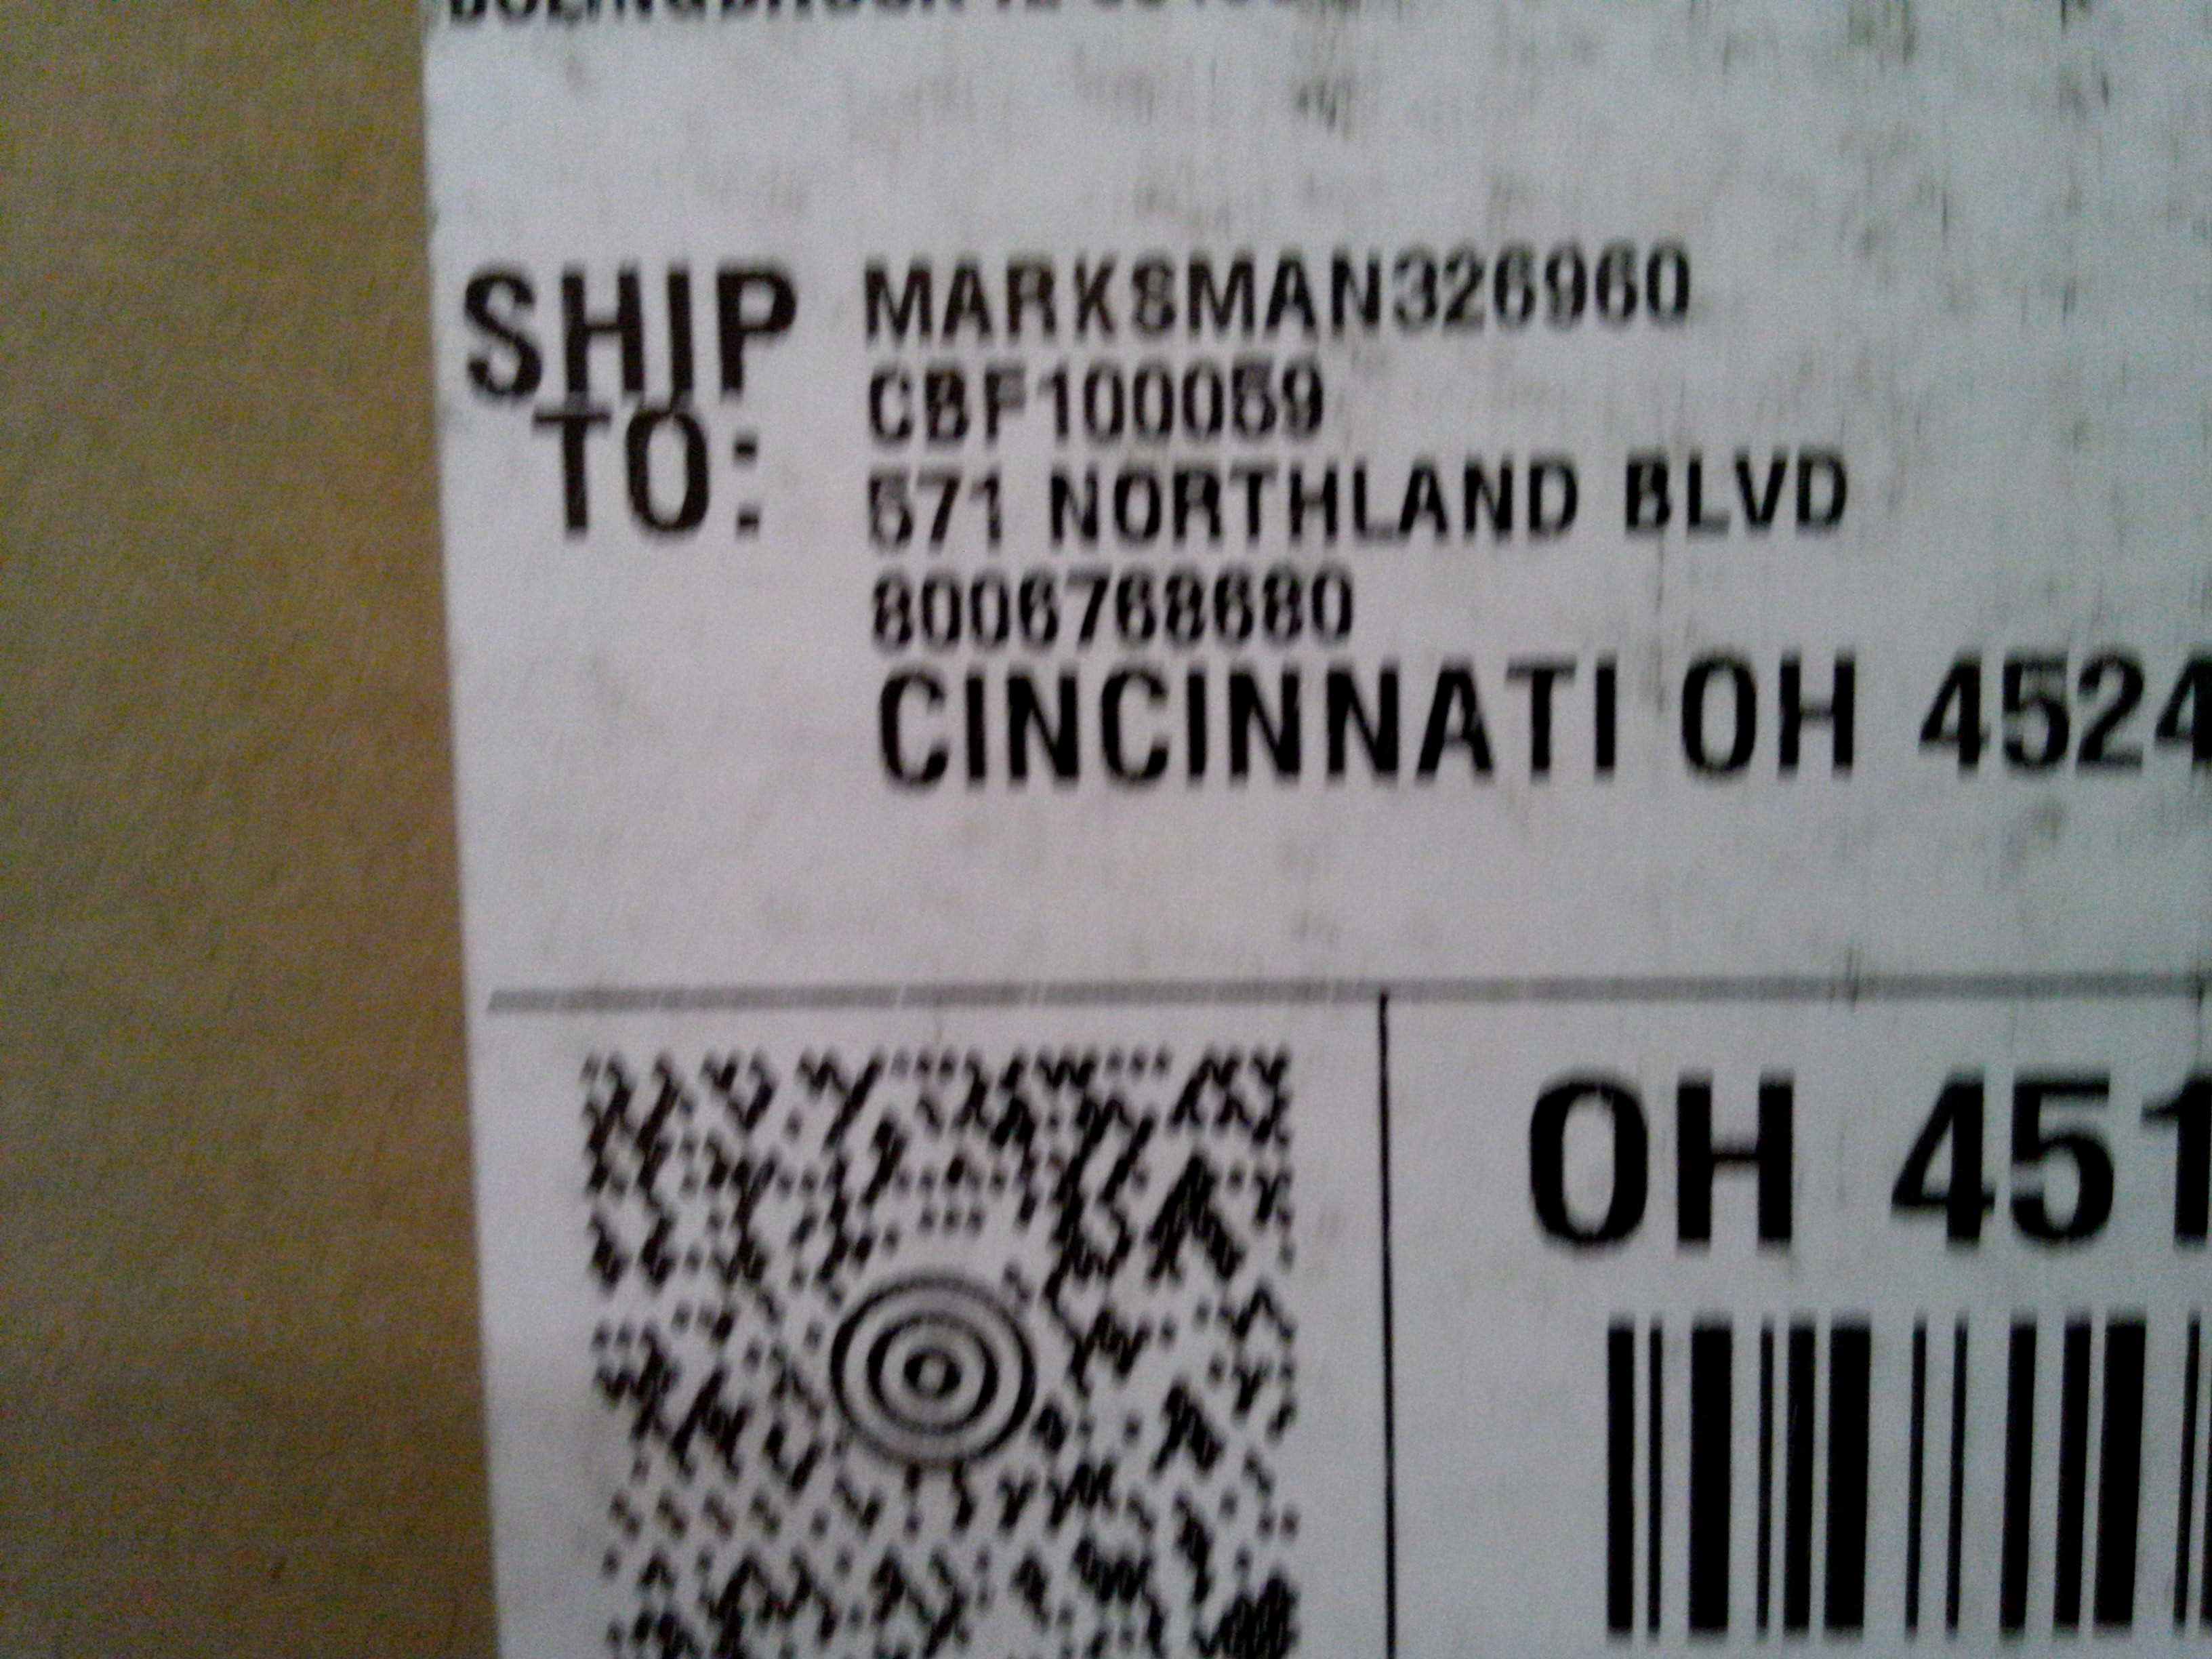 SHIP TO:
MARKSMAN326960
CBF100059
571 NORTHLAND BLVD
8006768680
CINCINNATI OH 4524
OH 451